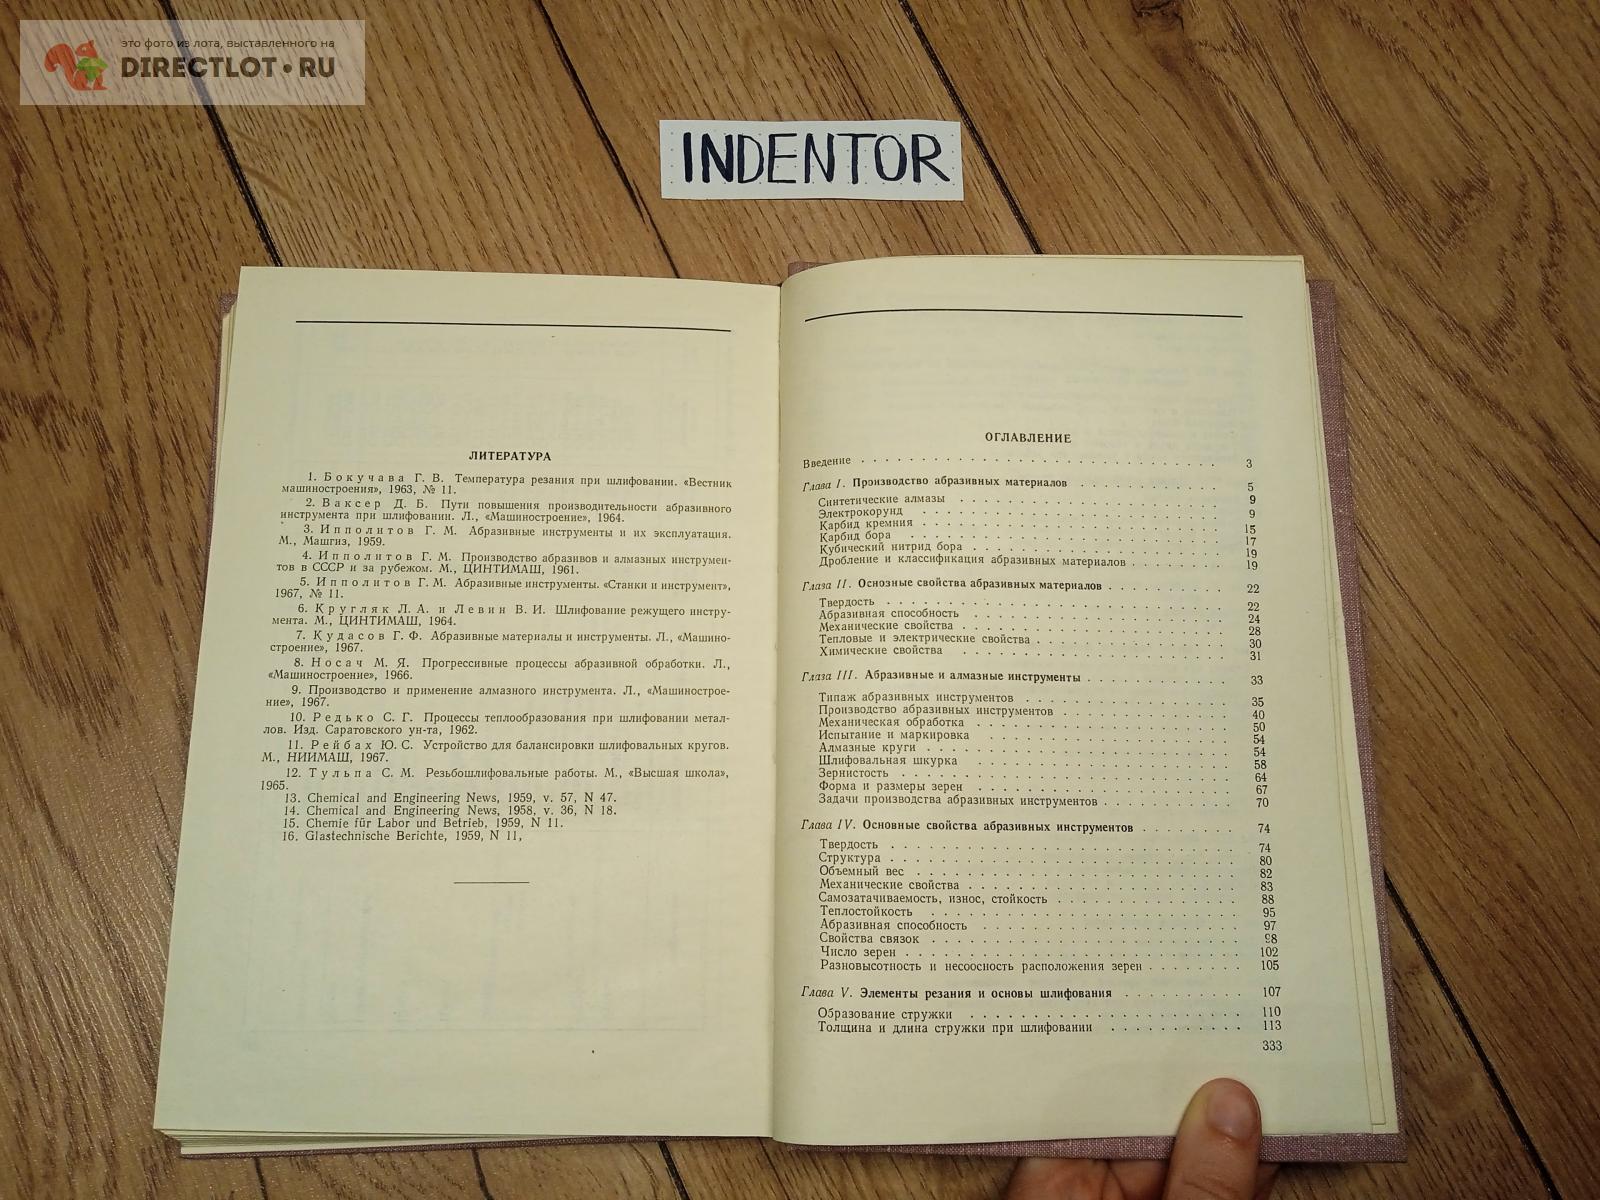 это фото из лота, выставленного на
DIRECTLOT•RU
INDENTOR
ЛИТЕРАТУРА
1. Бокучава Г. В. Температура резания при шлифовании. «Вестник
машиностроения», 1963, № 11.
2. Ваксер Д. Б. Пути повышения производительности абразивного
инструмента при шлифовании. Л., «Машиностроение», 1964.
3. Ипполитов Г. М. Абразивные инструменты и их эксплуатация.
М., Машгиз, 1959.
4. Ипполитов Г. М. Производство абразивов и алмазных инструмен-
тов в СССР и за рубежом. М., ЦИНТИМАШ, 1961.
5. Ипполитов Г. М. Абразивные инструменты. «Станки и инструмент»,
1967, № 11.
6. Кругляк Л. А. и Левин В. И. Шлифование режущего инстру-
мента. М., ЦИНТИМАШ, 1964.
7. Кудасов Г. Ф. Абразивные материалы и инструменты. Л., «Машино-
строение», 1967.
8. Носач М. Я. Прогрессивные процессы абразивной обработки. Л.,
«Машиностроение», 1966.
9. Производство и применение алмазного инструмента. Л., «Машинострое-
ние», 1967.
10. Редько С. Г. Процессы теплообразования при шлифовании метал-
лов. Изд. Саратовского ун-та, 1962.
11. Рейбах Ю. С. Устройство для балансировки шлифовальных кругов.
М., НИИМАШ, 1967.
12. Тульпа С. М. Резьбошлифовальные работы. М., «Высшая школа»,
1965.
13. Chemical and Engineering News, 1959, v. 57, N 47.
14. Chemical and Engineering News, 1958, v. 36, N 18.
15. Chemie für Labor und Betrieb, 1959, N 11.
16. Glastechnische Berichte, 1959, N 11,
ОГЛАВЛЕНИЕ
Введение 3
Глава I. Производство абразивных материалов 5
Синтетические алмазы 9
Электрокорунд 9
Карбид кремния 15
Карбид бора 17
Кубический нитрид бора 19
Дробление и классификация абразивных материалов 19
Глаза II. Основные свойства абразивных материалов 22
Твердость 22
Абразивная способность 24
Механические свойства 28
Тепловые и электрические свойства 30
Химические свойства 31
Глаза III. Абразивные и алмазные инструменты 33
Типаж абразивных инструментов 35
Производство абразивных инструментов 40
Механическая обработка 50
Испытание и маркировка 54
Алмазные круги 54
Шлифовальная шкурка 58
Зернистость 64
Форма и размеры зерен 67
Задачи производства абразивных инструментов 70
Глава IV. Основные свойства абразивных инструментов 74
Твердость 74
Структура 80
Объемный вес 82
Механические свойства 83
Самозатачиваемость, износ, стойкость 88
Теплостойкость 95
Абразивная способность 97
Свойства связок 98
Число зерен 102
Разновысотность и несоосность расположения зерен 105
Глава V. Элементы резания и основы шлифования 107
Образование стружки 110
Толщина и длина стружки при шлифовании 113
333